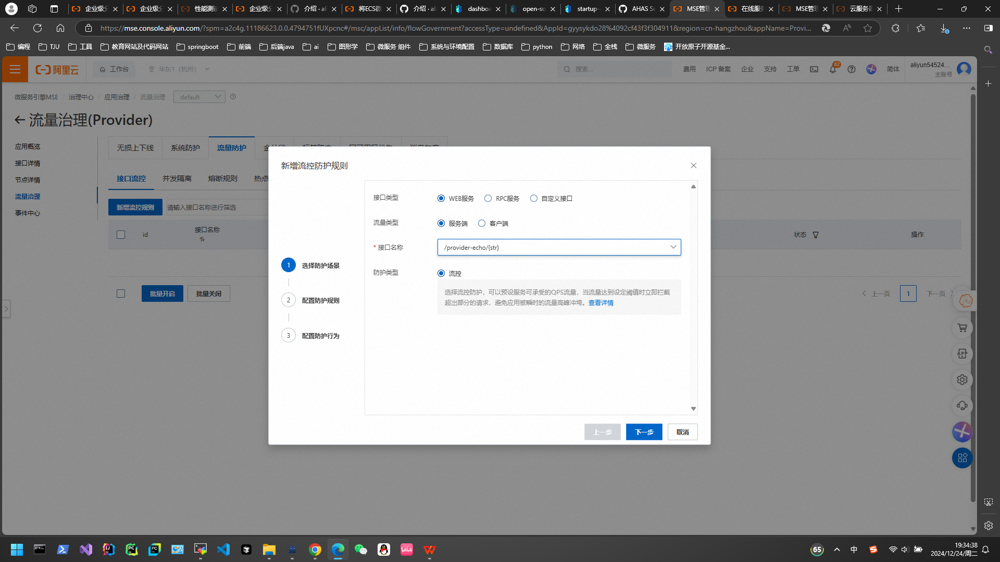 企业级分
企业级分
性能测试
企业级分
介绍 · ali
将ECS微
介绍 · ali
dashboa
open-so
startup-
AHAS Se
MSE管理
在线服务
MSE管理
云服务器
https://mse.console.aliyun.com/?spm=a2c4g.11186623.0.0.4794751fUXpcnc#/msc/appList/info/flowGovernment?accessType=undefined&AppId=gyysykdo28%4092cf43f3f304911&region=cn-hangzhou&appName=Provi...
编程
TJU
工具
教育网站及代码网站
springboot
前端
后端java
ai
图形学
微服务 组件
系统与环境配置
数据库
python
网络
全栈
微服务
开放原子开源基金...
阿里云
工作台
华东1（杭州）
搜索...
费用
ICP 备案
企业
支持
工单
82
简体
aliyun54524...
主账号
微服务引擎MSE / 治理中心 / 应用治理 / 流量治理
default
流量治理(Provider)
应用概览
接口详情
节点详情
流量治理
事件中心
无损上下线
系统防护
流量防护
接口流控
并发隔离
熔断规则
热点
新增流控规则
请输入接口名称进行筛选
id
接口名称
状态
操作
批量开启
批量关闭
上一页
1
下一页
新增流控防护规则
1
选择防护场景
2
配置防护规则
3
配置防护行为
接口类型
WEB服务
RPC服务
自定义接口
流量类型
服务端
客户端
* 接口名称
/provider-echo/{str}
防护类型
流控
选择流控防护，可以预设服务可承受的QPS流量，当流量达到设定阈值时立即拦截
超出部分的请求，避免应用被瞬时的流量高峰冲垮。查看详情
上一步
下一步
取消
APP
65
中
19:34:38
2024/12/24/周二